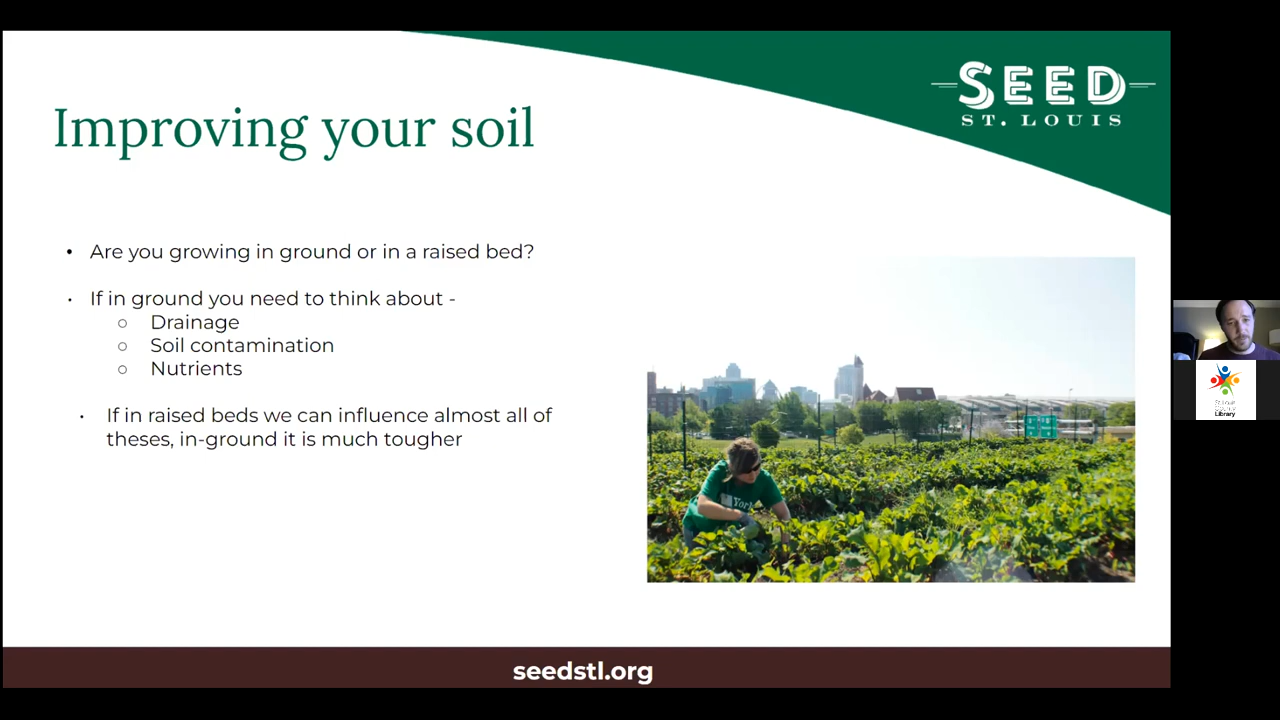 SEED
ST. LOUIS
Improving your soil
• Are you growing in ground or in a raised bed?
• If in ground you need to think about -
○ Drainage
○ Soil contamination
○ Nutrients
• If in raised beds we can influence almost all of
theses, in-ground it is much tougher
York
Library
seedstl.org